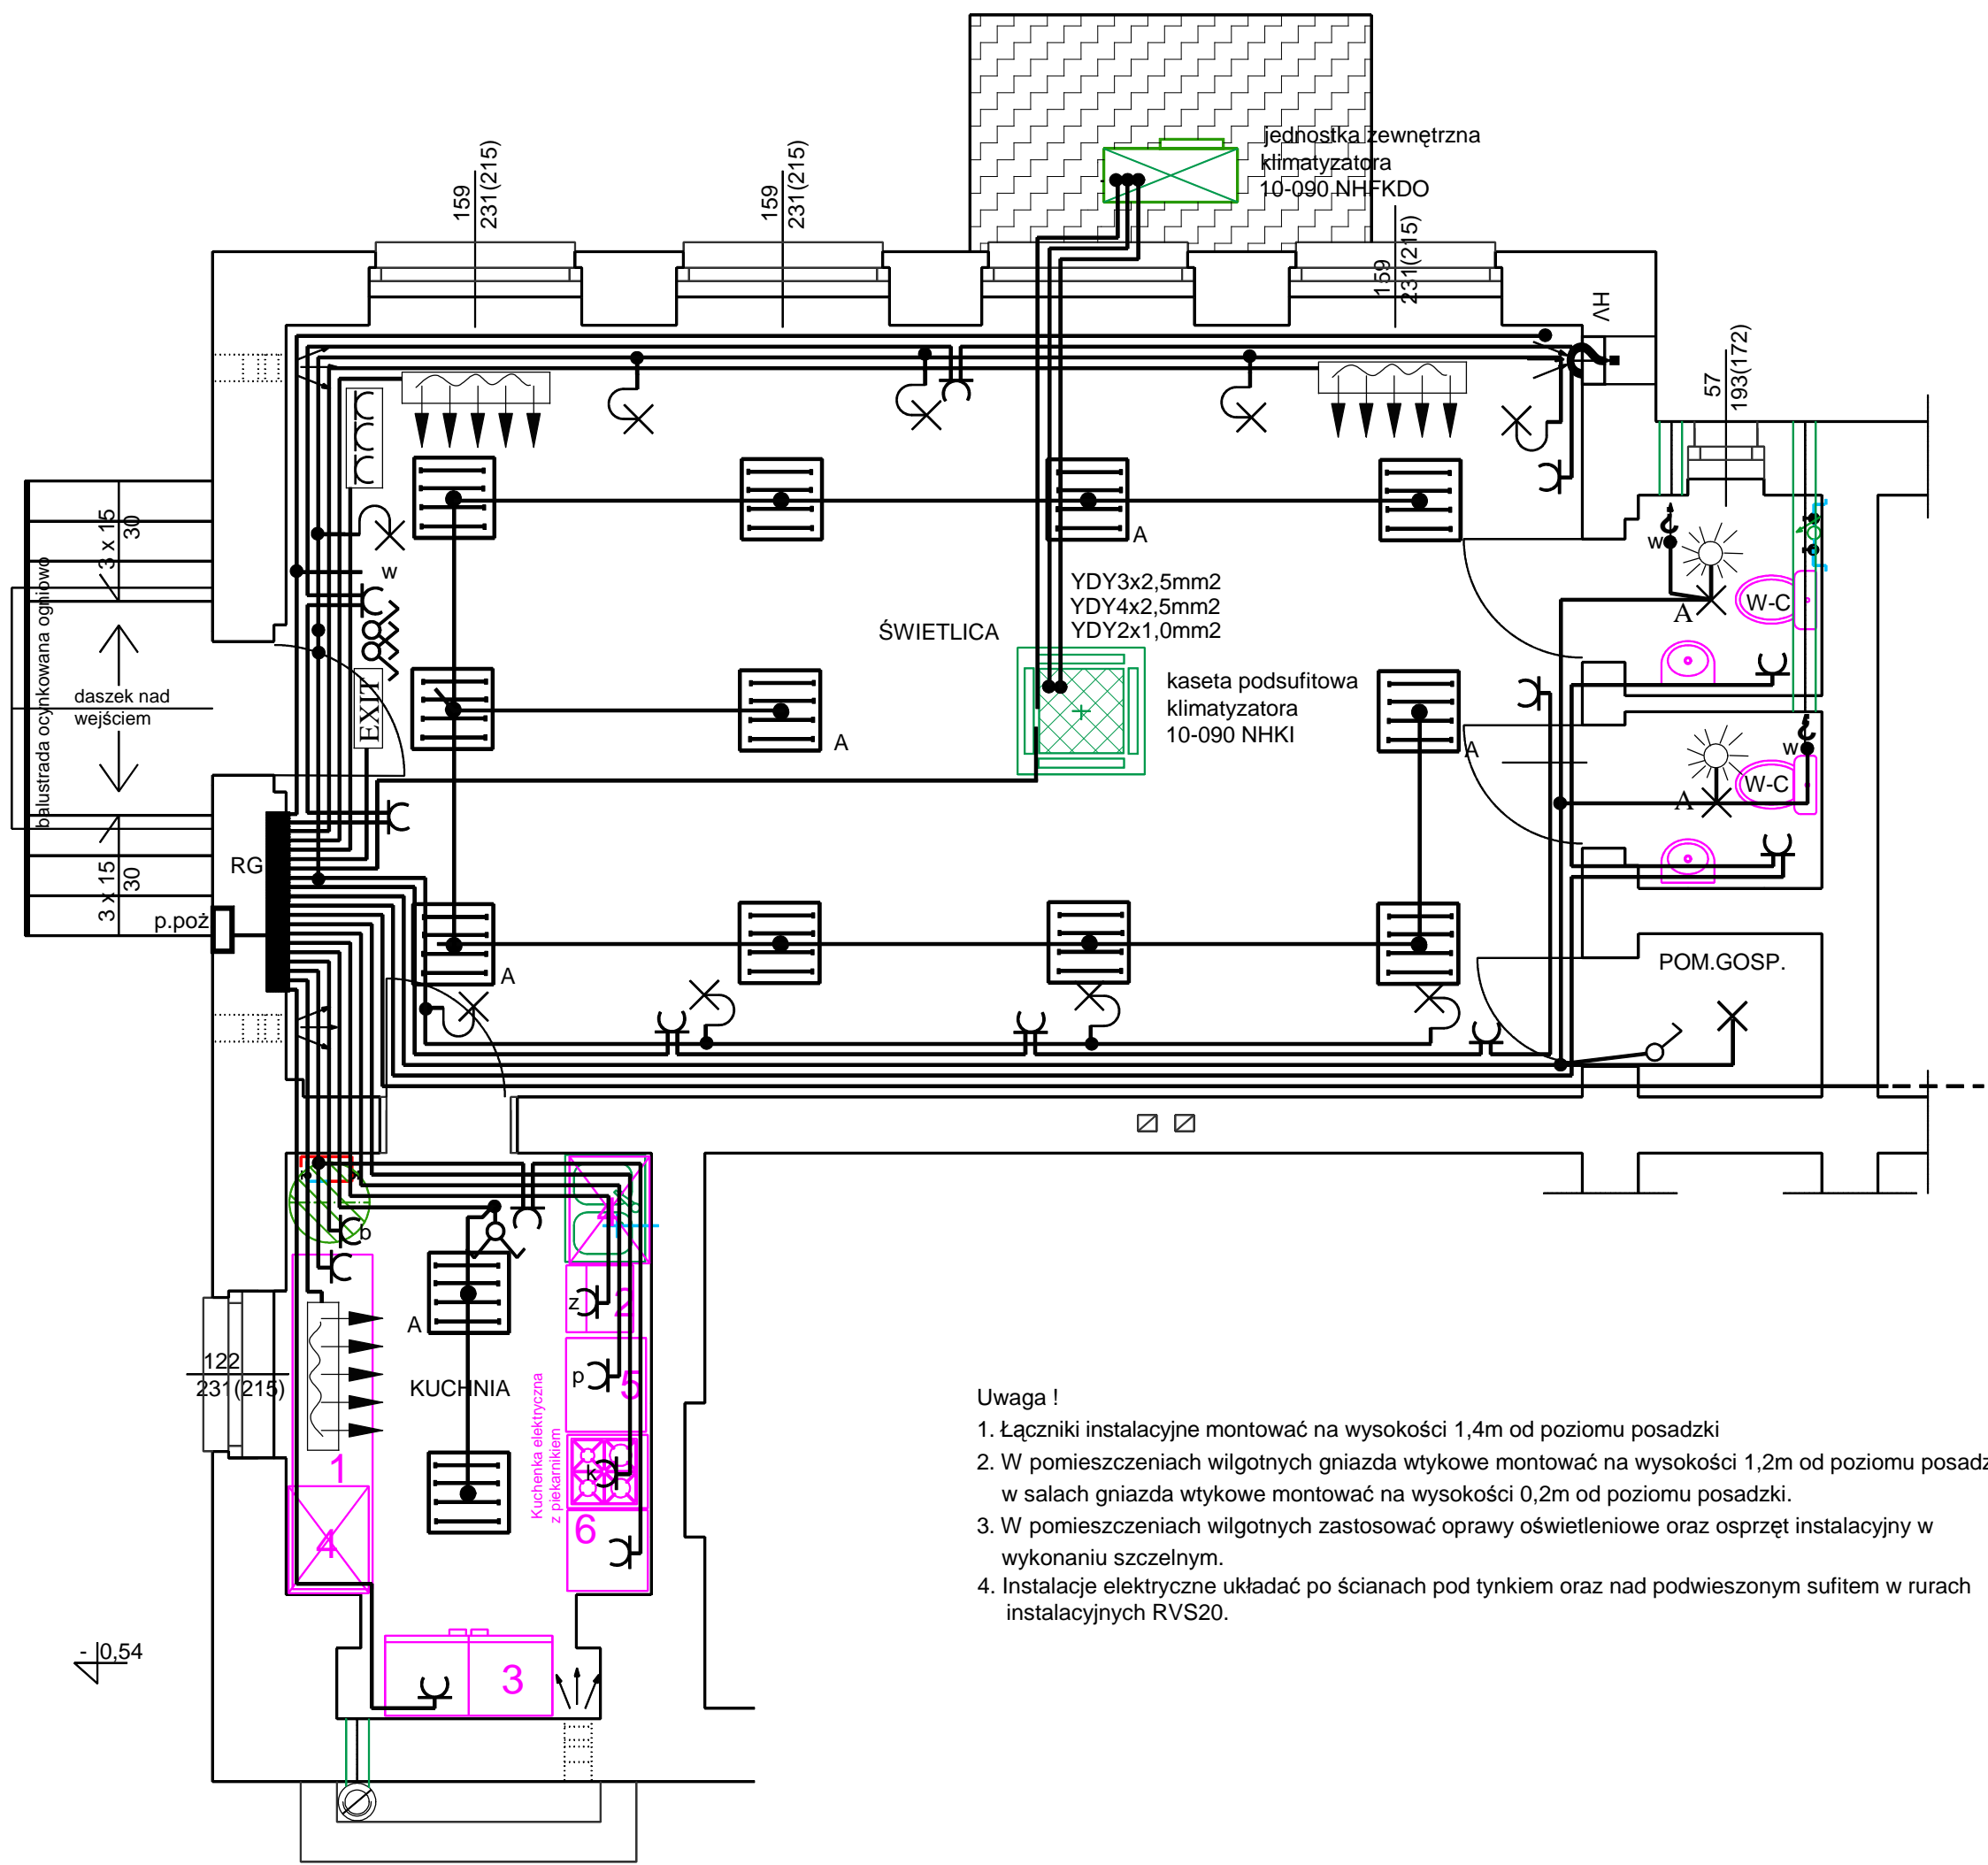 jednostka zewnętrzna
klimatyzatora
10-090 NHFKDO
159
231(215)
159
231(215)
159
231(215)
57
193(172)
3 x 15
30
balustrada ocynkowana ogniowo
daszek nad
wejściem
3 x 15
30
w
EXIT
RG
p.poż
A
YDY3x2,5mm2
YDY4x2,5mm2
YDY2x1,0mm2
ŚWIETLICA
kaseta podsufitowa
klimatyzatora
10-090 NHKI
A
A
A
w
A
W-C
w
A
W-C
POM.GOSP.
b
4
z
2
A
p
5
122
231(215)
KUCHNIA
Kuchenka elektryczna
z piekarnikiem
k
1
4
6
3
- 0,54
Uwaga !
1. Łączniki instalacyjne montować na wysokości 1,4m od poziomu posadzki
2. W pomieszczeniach wilgotnych gniazda wtykowe montować na wysokości 1,2m od poziomu posadz
w salach gniazda wtykowe montować na wysokości 0,2m od poziomu posadzki.
3. W pomieszczeniach wilgotnych zastosować oprawy oświetleniowe oraz osprzęt instalacyjny w
wykonaniu szczelnym.
4. Instalacje elektryczne układać po ścianach pod tynkiem oraz nad podwieszonym sufitem w rurach
instalacyjnych RVS20.